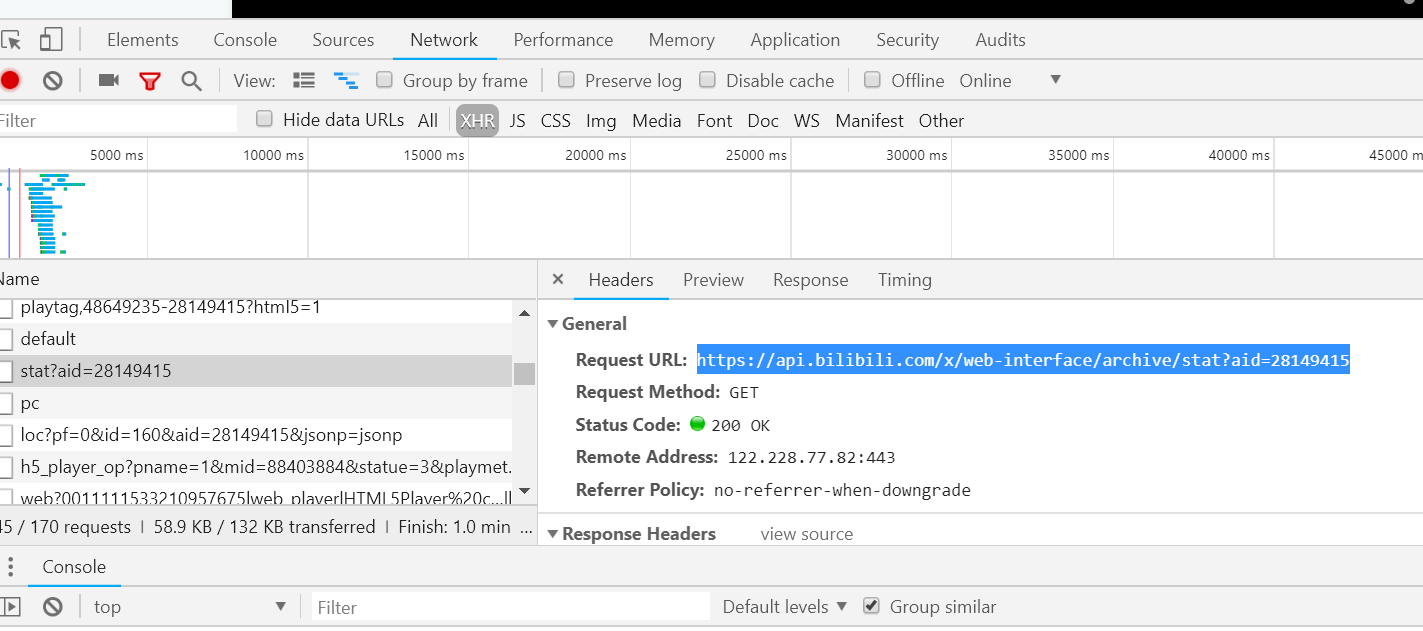 Elements Console Sources Network Performance Memory Application Security Audits
View: Group by frame Preserve log Disable cache Offline Online
Filter Hide data URLs All XHR JS CSS Img Media Font Doc WS Manifest Other
5000 ms 10000 ms 15000 ms 20000 ms 25000 ms 30000 ms 35000 ms 40000 ms 45000 m
Name
playtag,48649235-28149415?html5=1
default
stat?aid=28149415
pc
loc?pf=0&id=160&aid=28149415&jsonp=jsonp
h5_player_op?pname=1&mid=88403884&statue=3&playmet.
45 / 170 requests | 58.9 KB / 132 KB transferred | Finish: 1.0 min ...
× Headers Preview Response Timing
General
Request URL: https://api.bilibili.com/x/web-interface/archive/stat?aid=28149415
Request Method: GET
Status Code: 200 OK
Remote Address: 122.228.77.82:443
Referrer Policy: no-referrer-when-downgrade
Response Headers view source
Console
top Filter Default levels Group similar